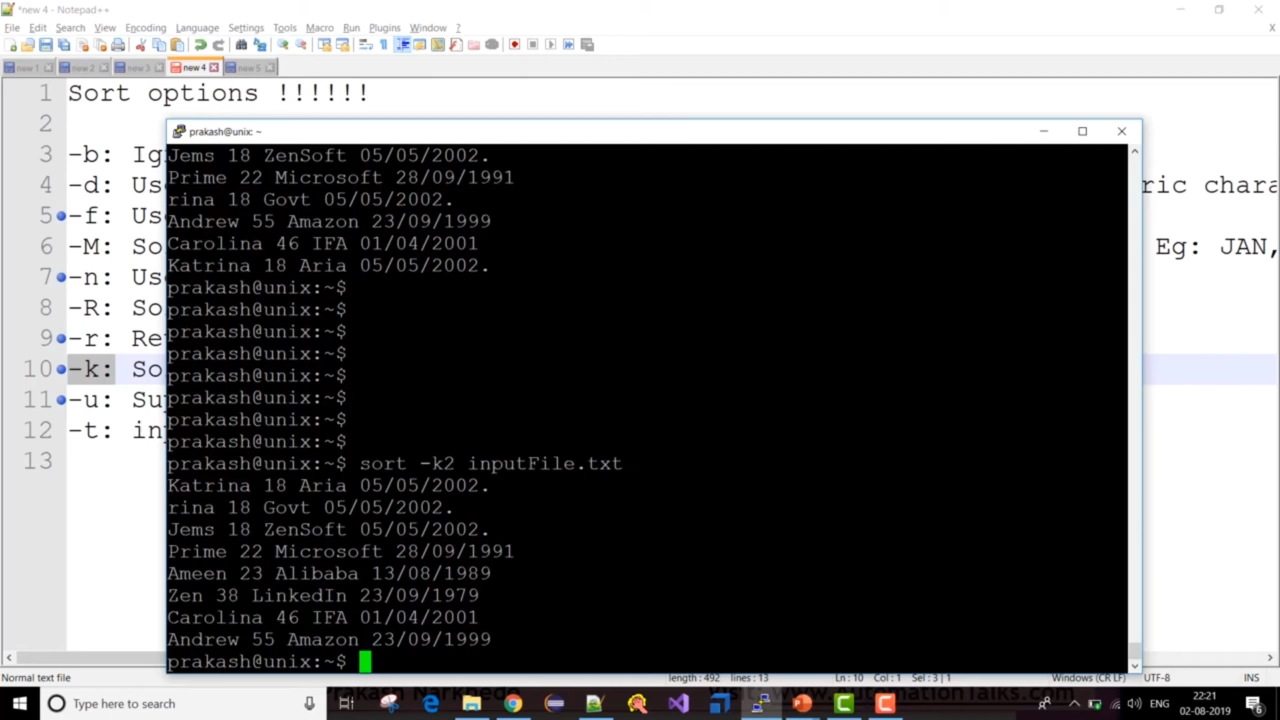 *new 4 - Notepad++
File Edit Search View Encoding Language Settings Tools Macro Run Plugins Window ?
X
new 1 new 2 new 3 new 4 new 5
1 Sort options !!!!!!
2
3 -b: Ig
4 -d: Use ric chara
5 -f: Use
6 -M: So Eg: JAN,
7 -n: Use
8 -R: So
9 -r: Re
10 -k: So
11 -u: Su
12 -t: in
13
prakash@unix: ~
Jems 18 ZenSoft 05/05/2002.
Prime 22 Microsoft 28/09/1991
rina 18 Govt 05/05/2002.
Andrew 55 Amazon 23/09/1999
Carolina 46 IFA 01/04/2001
Katrina 18 Aria 05/05/2002.
prakash@unix:~$
prakash@unix:~$
prakash@unix:~$
prakash@unix:~$
prakash@unix:~$
prakash@unix:~$
prakash@unix:~$
prakash@unix:~$
prakash@unix:~$ sort -k2 inputFile.txt
Katrina 18 Aria 05/05/2002.
rina 18 Govt 05/05/2002.
Jems 18 ZenSoft 05/05/2002.
Prime 22 Microsoft 28/09/1991
Ameen 23 Alibaba 13/08/1989
Zen 38 LinkedIn 23/09/1979
Carolina 46 IFA 01/04/2001
Andrew 55 Amazon 23/09/1999
prakash@unix:~$
Normal text file length : 492 lines : 13 Ln : 10 Col : 1 Sel : 3 | 1 Windows (CR LF) UTF-8 INS
Type here to search
ENG 22:21
02-08-2019
6